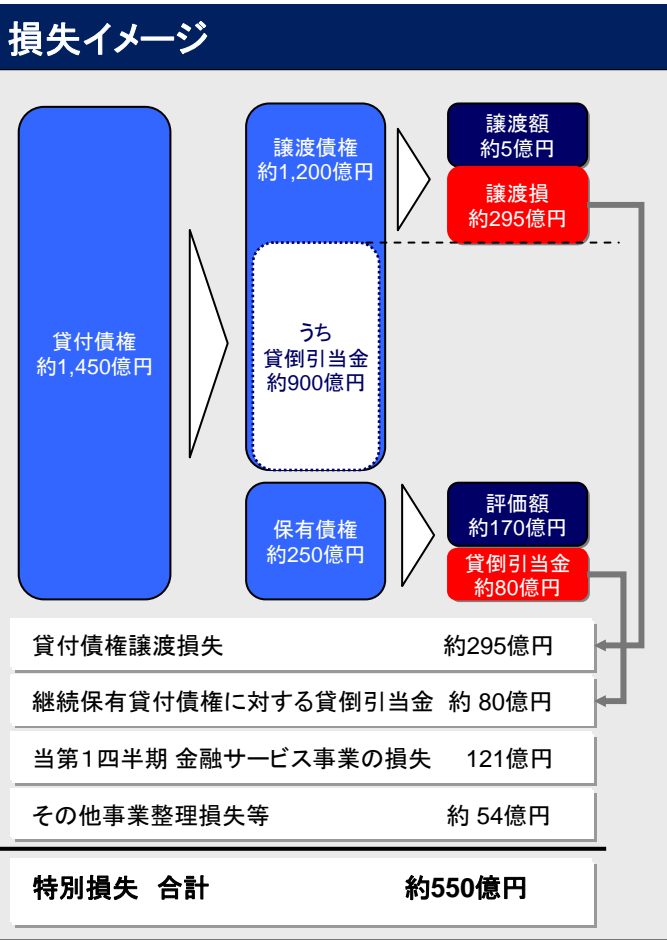 損失イメージ
貸付債権
約1,450億円
譲渡債権
約1,200億円
うち
貸倒引当金
約900億円
譲渡額
約5億円
譲渡損
約295億円
保有債権
約250億円
評価額
約170億円
貸倒引当金
約80億円
貸付債権譲渡損失 約295億円
継続保有貸付債権に対する貸倒引当金 約 80億円
当第1四半期 金融サービス事業の損失 121億円
その他事業整理損失等 約 54億円
特別損失 合計 約550億円